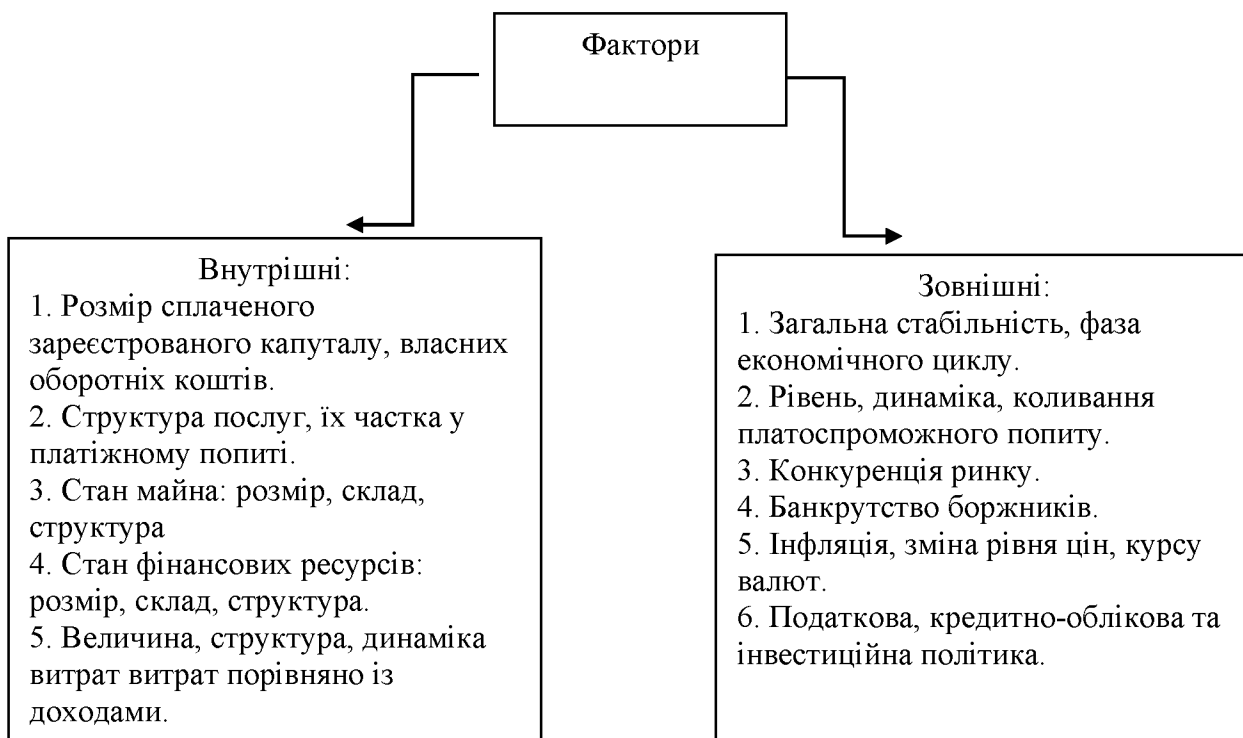 Фактори
Внутрішні:
1. Розмір сплаченого
зареєстрованого капуталу, власних
оборотніх коштів.
2. Структура послуг, їх частка у
платіжному попиті.
3. Стан майна: розмір, склад,
структура
4. Стан фінансових ресурсів:
розмір, склад, структура.
5. Величина, структура, динаміка
витрат витрат порівняно із
доходами.
Зовнішні:
1. Загальна стабільність, фаза
економічного циклу.
2. Рівень, динаміка, коливання
платоспроможного попиту.
3. Конкуренція ринку.
4. Банкрутство боржників.
5. Інфляція, зміна рівня цін, курсу
валют.
6. Податкова, кредитно-облікова та
інвестиційна політика.